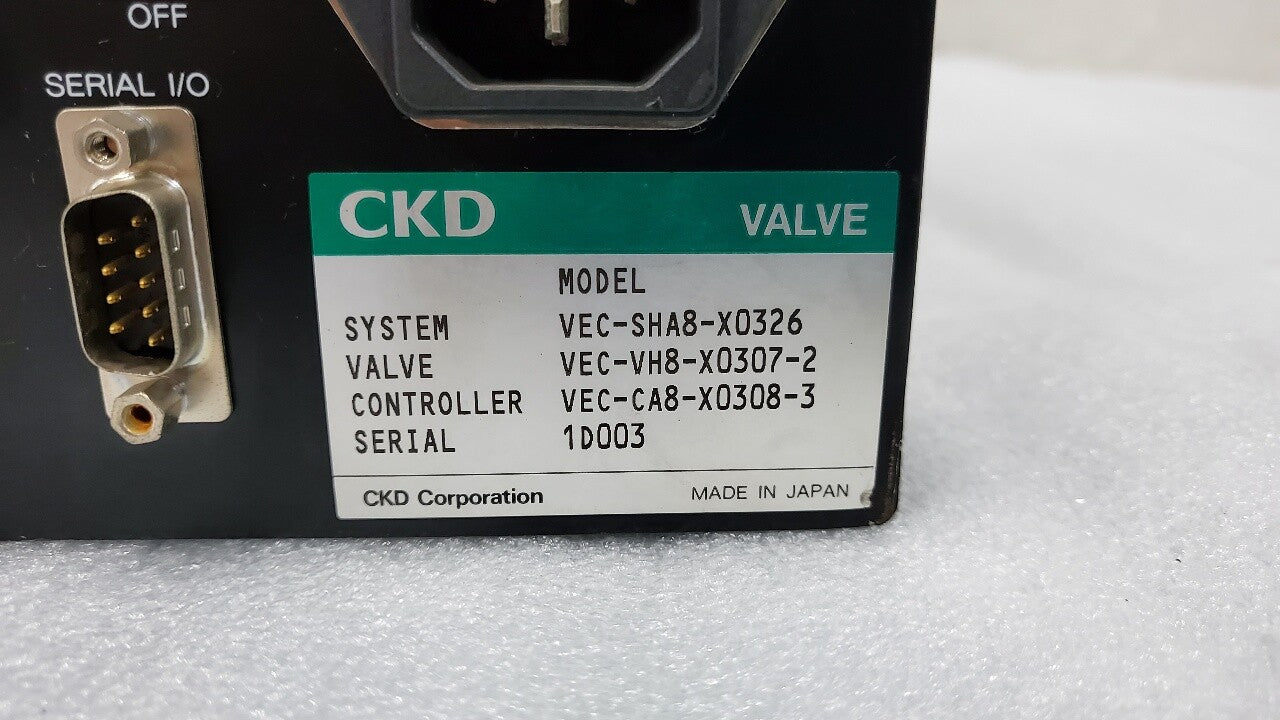 OFF
SERIAL I/O
CKD VALVE
MODEL
SYSTEM VEC-SHA8-X0326
VALVE VEC-VH8-X0307-2
CONTROLLER VEC-CA8-X0308-3
SERIAL 1D003
CKD Corporation MADE IN JAPAN